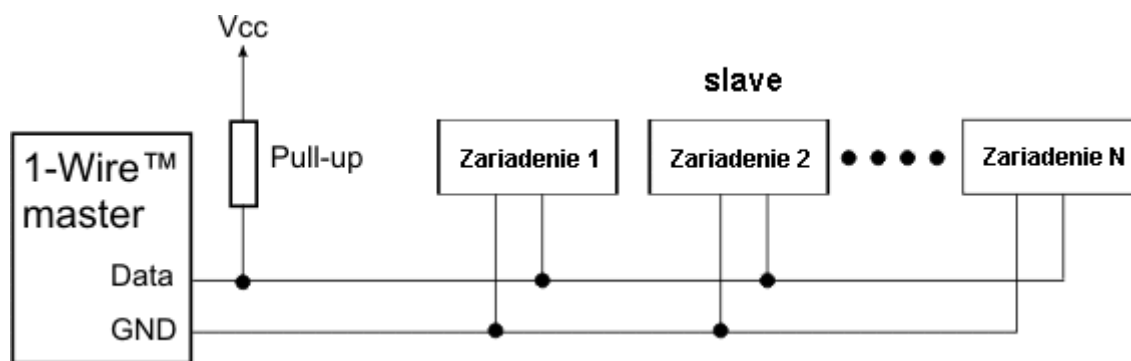 Vcc
slave
1-Wire™
master
Pull-up
Zariadenie 1
Zariadenie 2
Zariadenie N
Data
GND